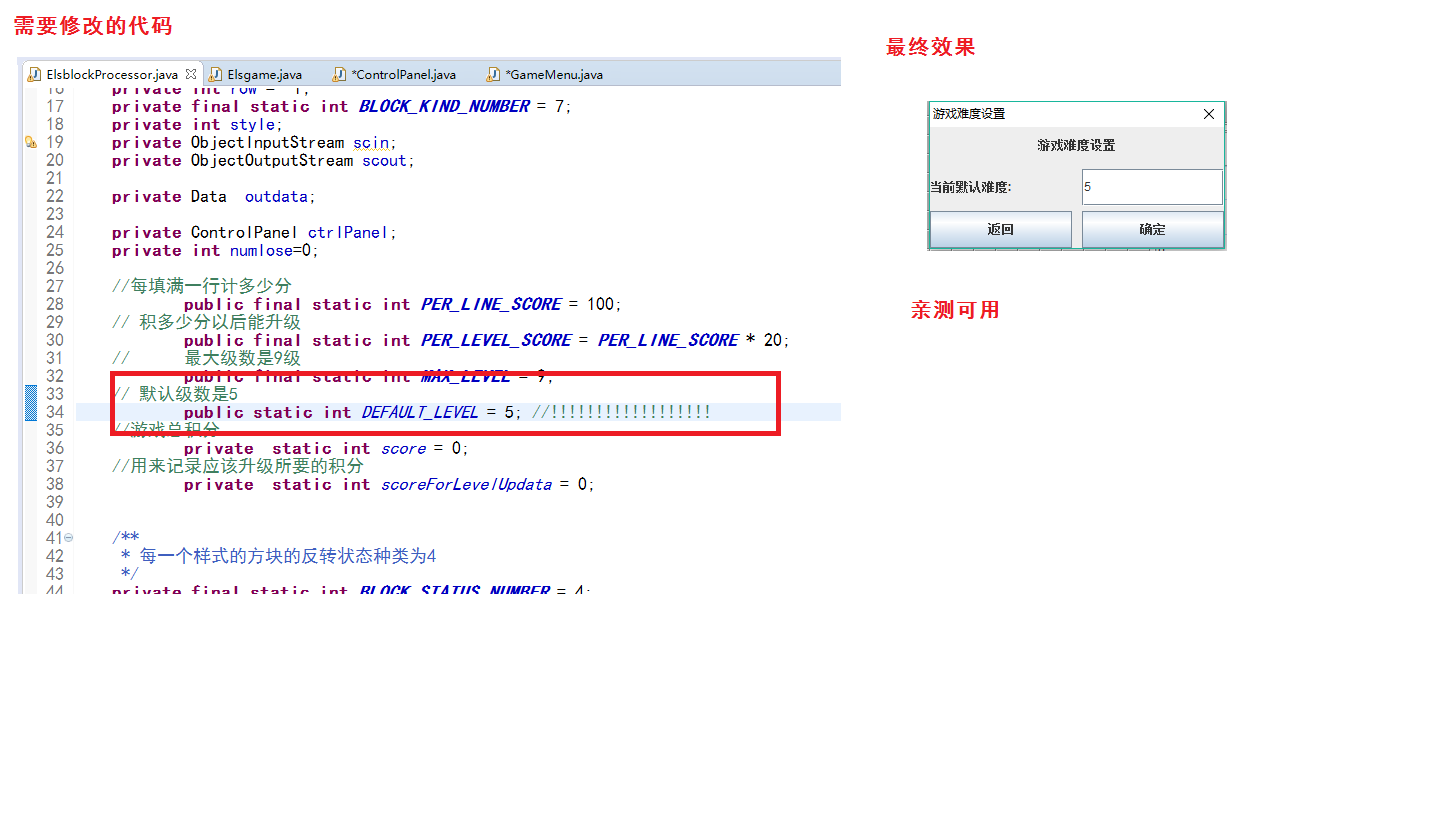 需要修改的代码
最终效果
ElsblockProcessor.java
Elsgame.java
*ControlPanel.java
*GameMenu.java
16 private int row = -1;
17 private final static int BLOCK_KIND_NUMBER = 7;
18 private int style;
19 private ObjectInputStream scin;
20 private ObjectOutputStream scout;
21
22 private Data outdata;
23
24 private ControlPanel ctrlPanel;
25 private int numlose=0;
26
27 //每填满一行计多少分
28 public final static int PER_LINE_SCORE = 100;
29 // 积多少分以后能升级
30 public final static int PER_LEVEL_SCORE = PER_LINE_SCORE * 20;
31 // 最大级数是9级
32 public final static int MAX_LEVEL = 9;
33 // 默认级数是5
34 public static int DEFAULT_LEVEL = 5; //!!!!!!!!!!!!!!!!!!
35 //游戏总积分
36 private static int score = 0;
37 //用来记录应该升级所要的积分
38 private static int scoreForLevelUpdata = 0;
39
40
41 /**
42 * 每一个样式的方块的反转状态种类为4
43 */
44 private final static int BLOCK_STATUS_NUMBER = 4;
游戏难度设置
游戏难度设置
当前默认难度:
5
返回
确定
亲测可用